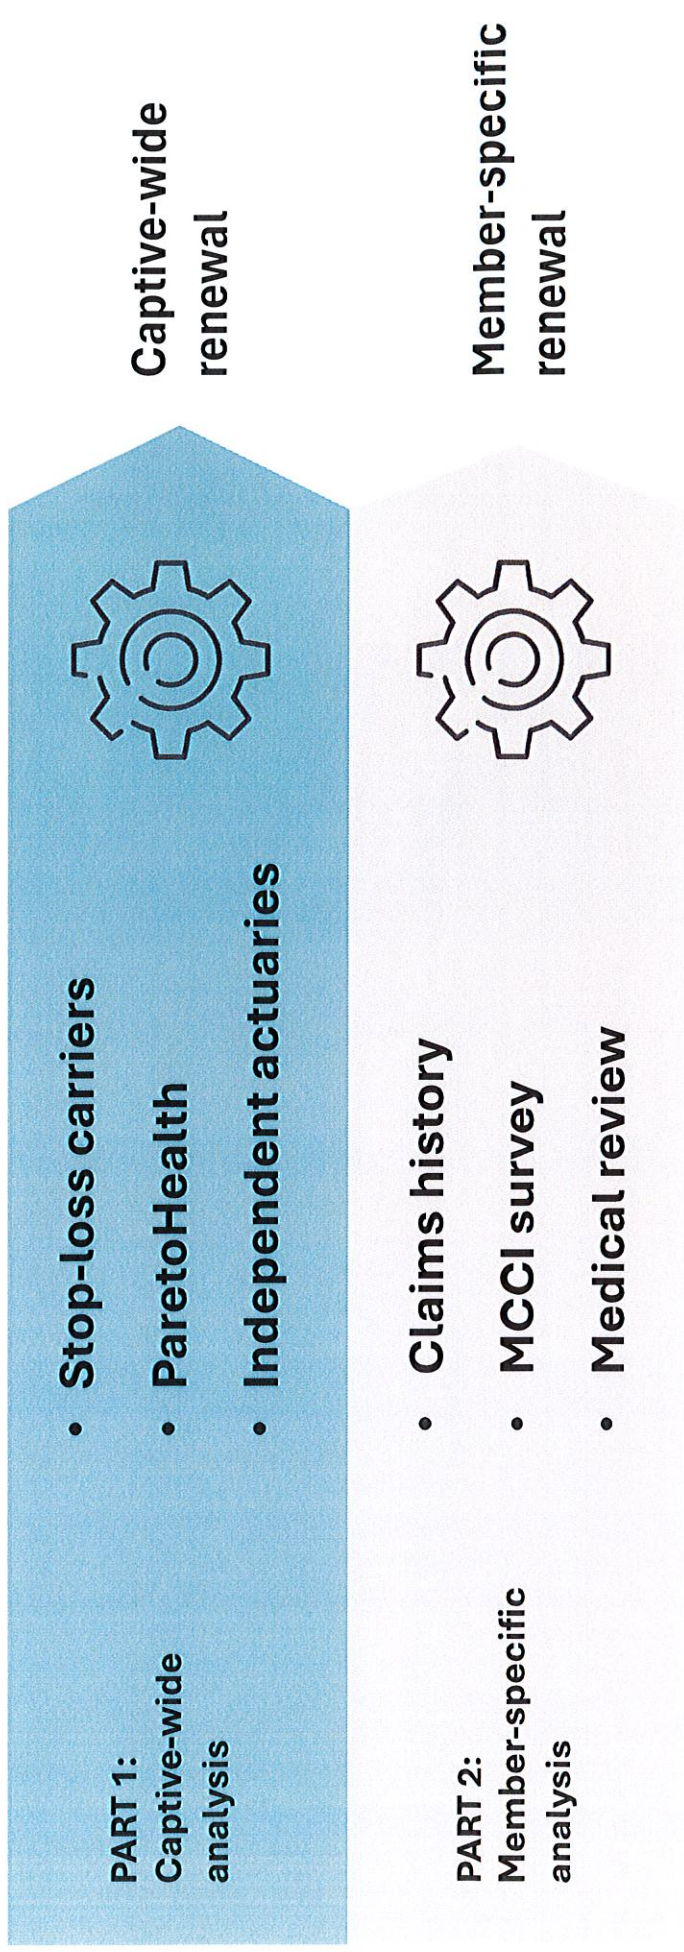 PART 1:
Captive-wide
analysis
• Stop-loss carriers
• ParetoHealth
• Independent actuaries
Captive-wide
renewal
PART 2:
Member-specific
analysis
• Claims history
• MCCI survey
• Medical review
Member-specific
renewal